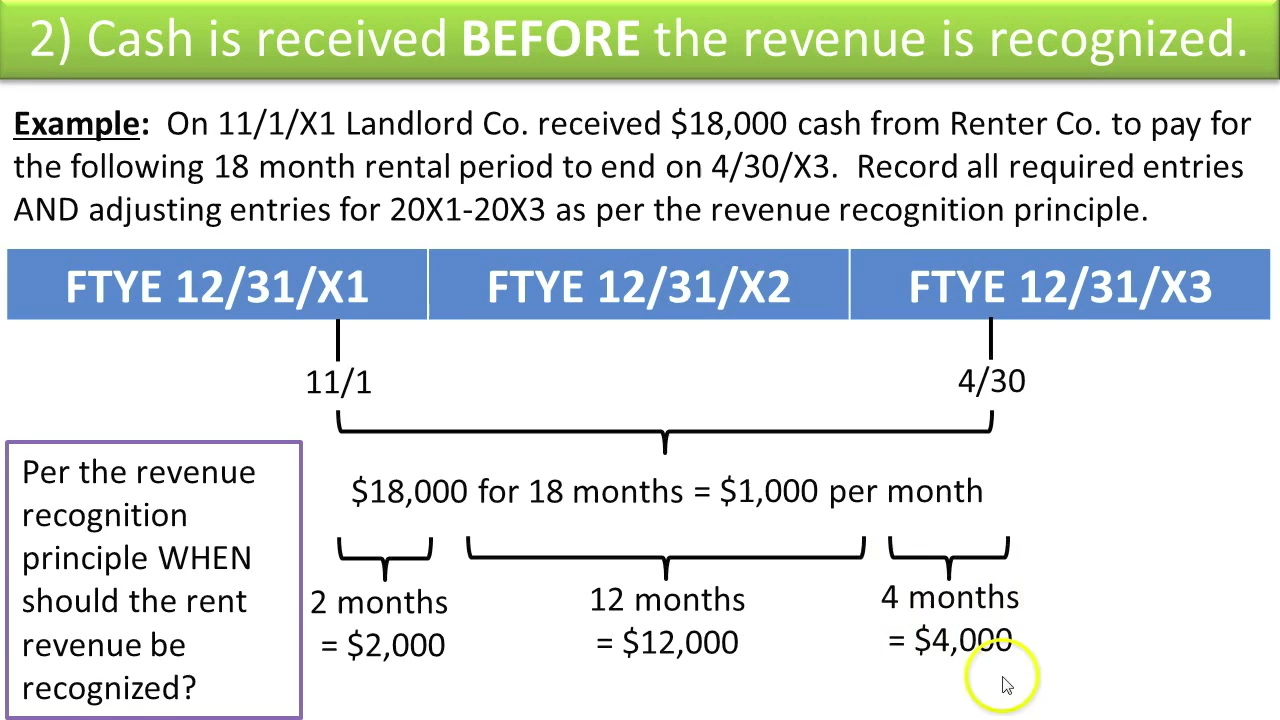 2) Cash is received BEFORE the revenue is recognized.
Example: On 11/1/X1 Landlord Co. received $18,000 cash from Renter Co. to pay for
the following 18 month rental period to end on 4/30/X3. Record all required entries
AND adjusting entries for 20X1-20X3 as per the revenue recognition principle.
FTYE 12/31/X1 FTYE 12/31/X2 FTYE 12/31/X3
11/1 4/30
$18,000 for 18 months = $1,000 per month
2 months 12 months 4 months
= $2,000 = $12,000 = $4,000
Per the revenue
recognition
principle WHEN
should the rent
revenue be
recognized?